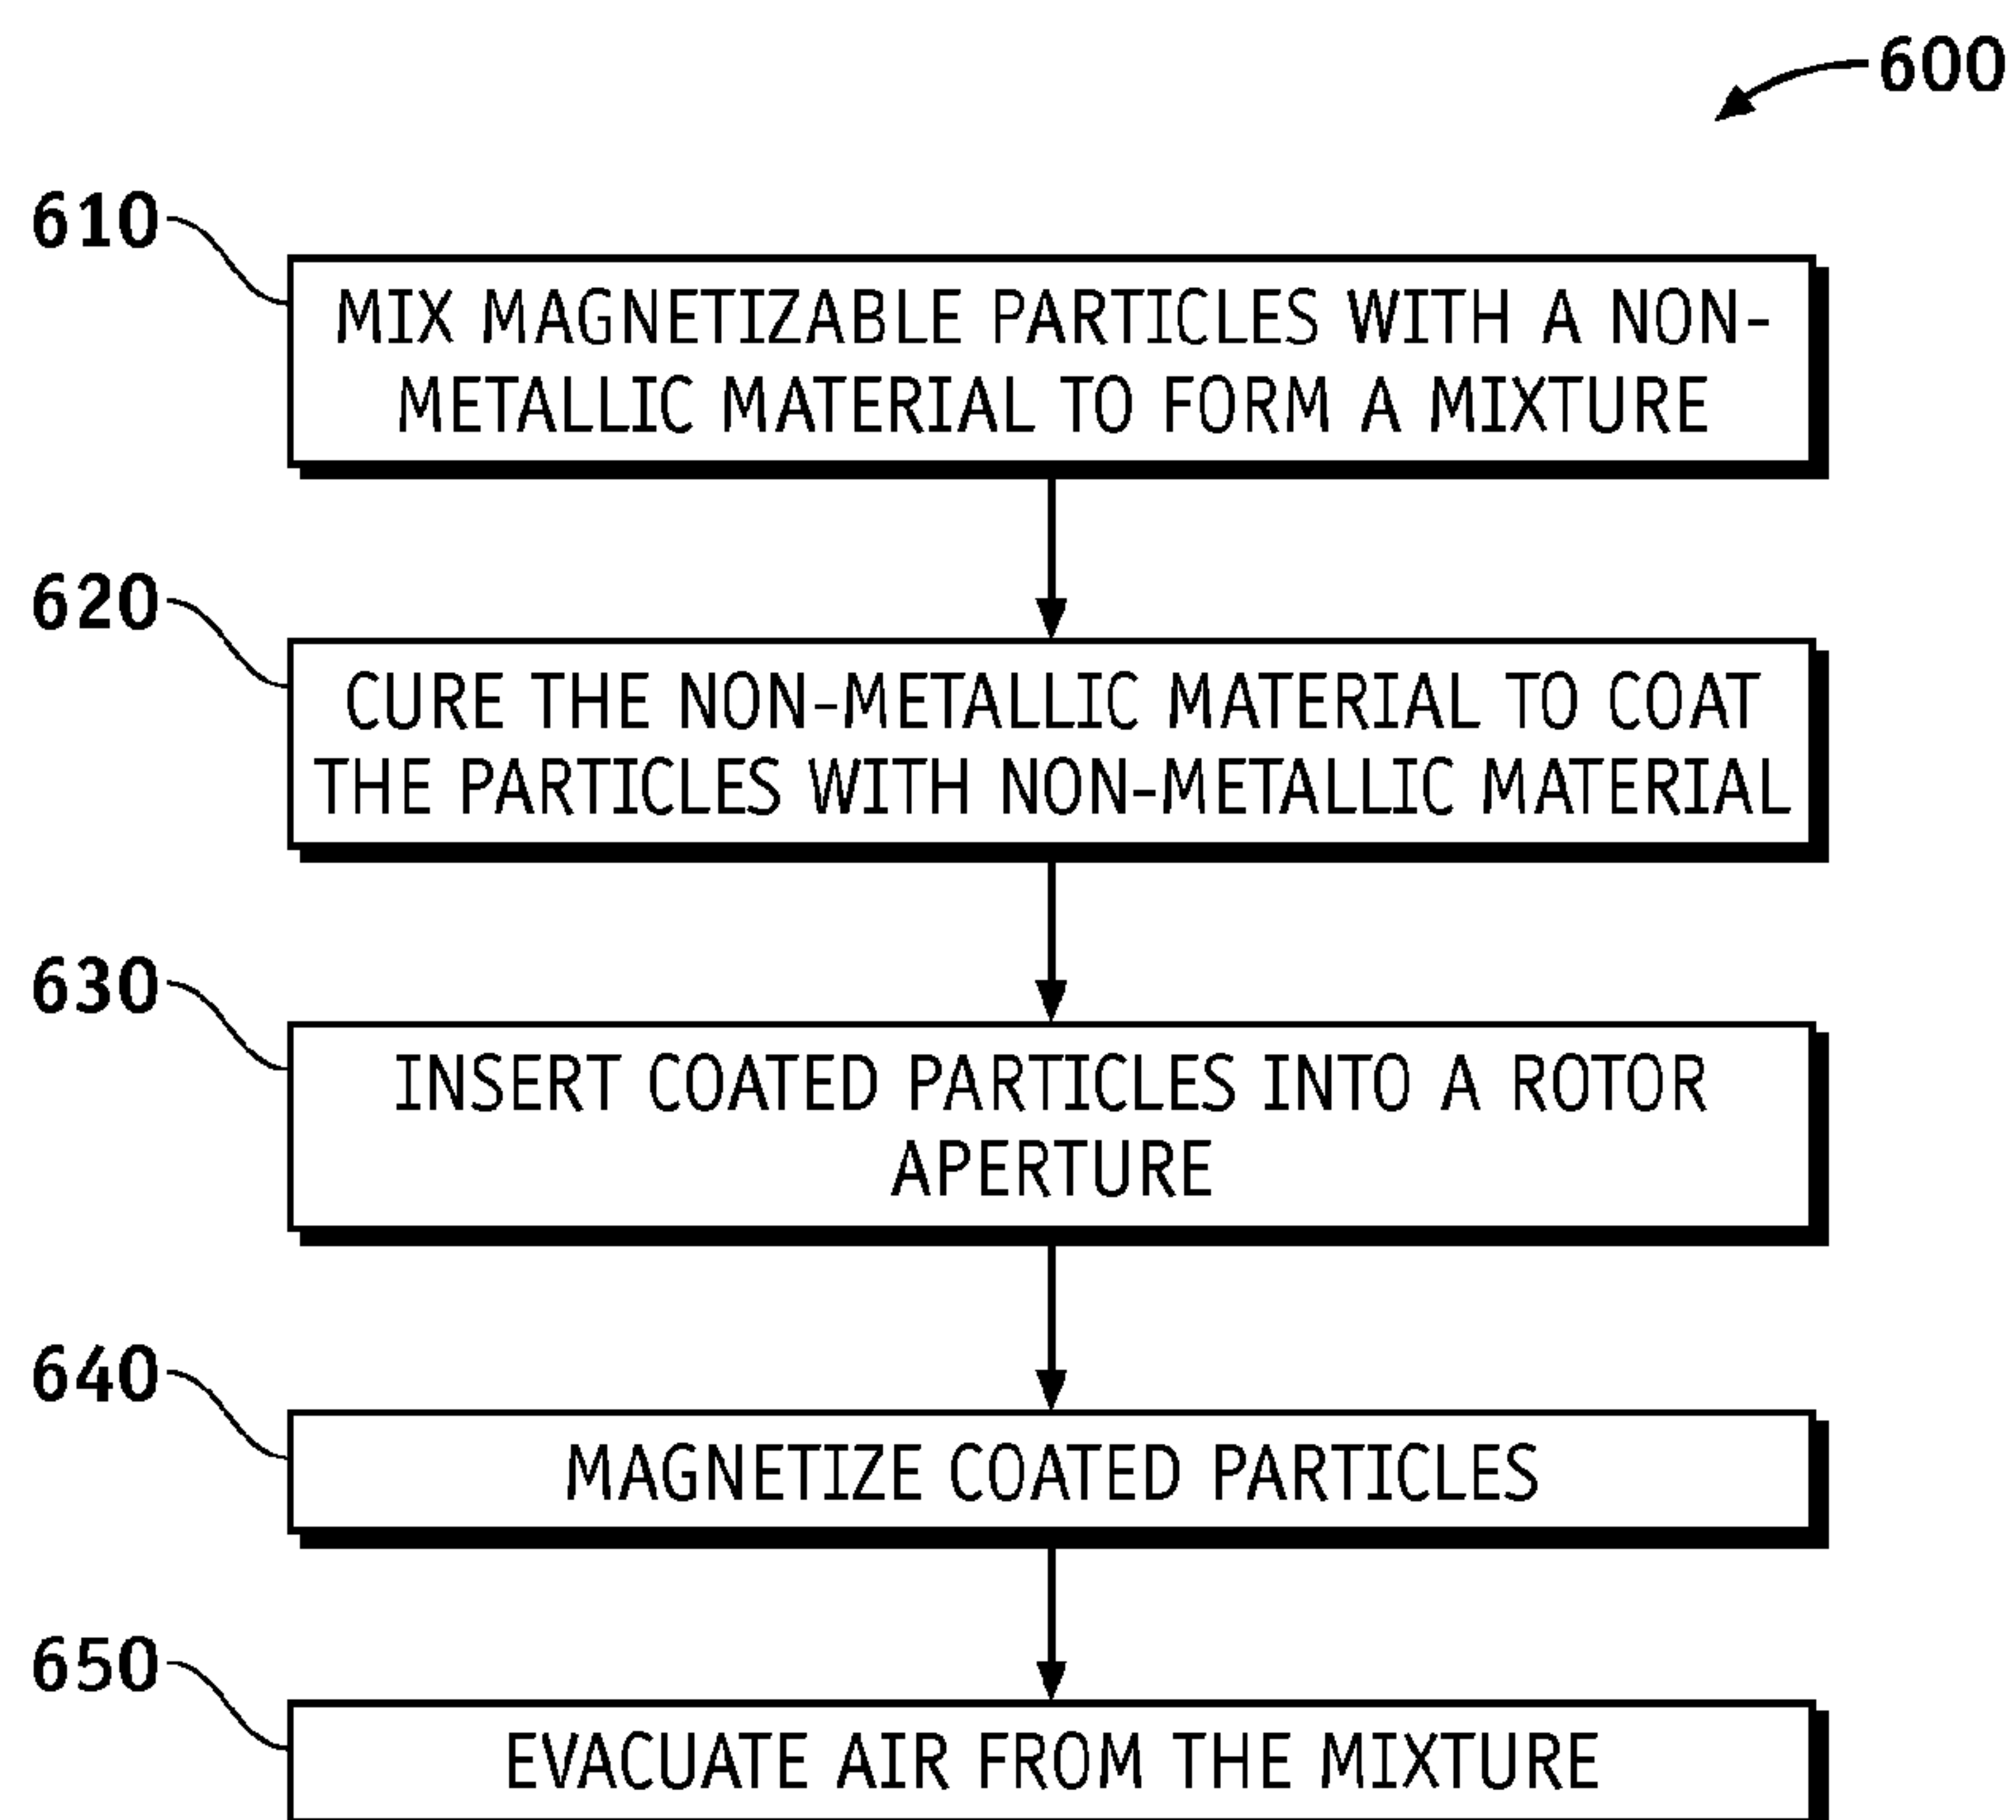 600
610
MIX MAGNETIZABLE PARTICLES WITH A NON-
METALLIC MATERIAL TO FORM A MIXTURE
620
CURE THE NON-METALLIC MATERIAL TO COAT
THE PARTICLES WITH NON-METALLIC MATERIAL
630
INSERT COATED PARTICLES INTO A ROTOR
APERTURE
640
MAGNETIZE COATED PARTICLES
650
EVACUATE AIR FROM THE MIXTURE